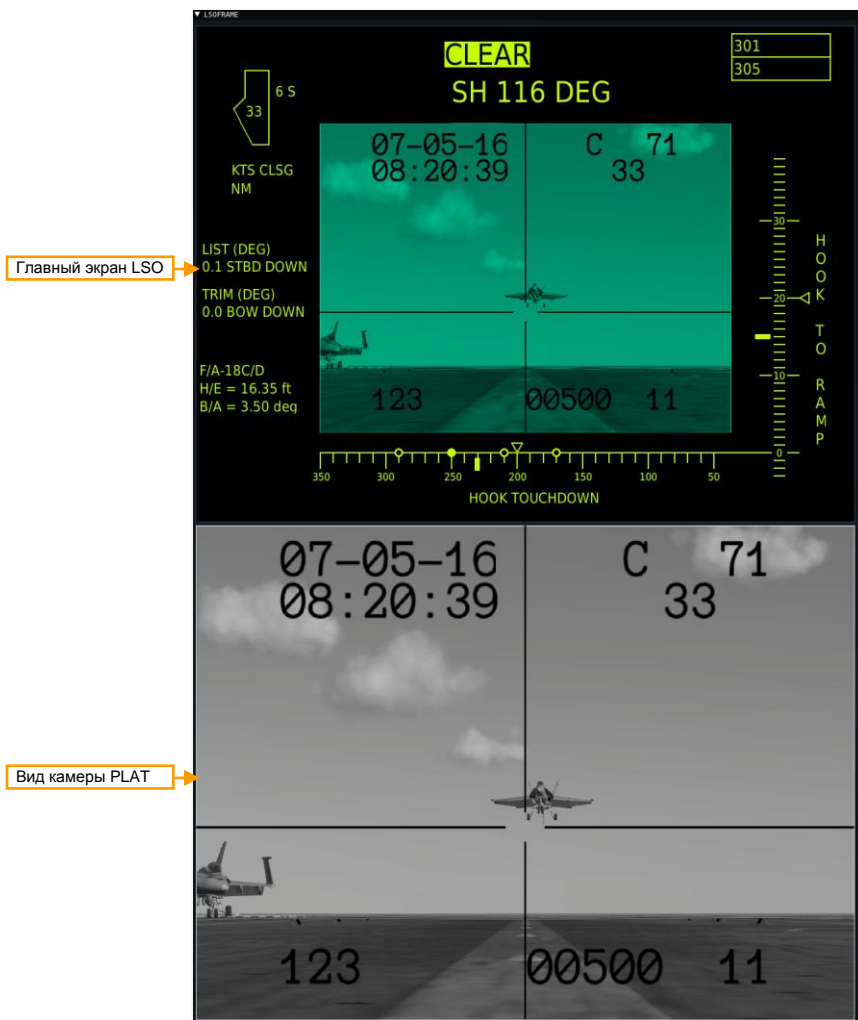 ▼ LSOFRAME
CLEAR
SH 116 DEG
301
305
33
6 S
KTS CLSG
NM
07-05-16
08:20:39
C 71
33
LIST (DEG)
0.1 STBD DOWN
TRIM (DEG)
0.0 BOW DOWN
F/A-18C/D
H/E = 16.35 ft
B/A = 3.50 deg
123
00500 11
30
20
10
0
HOOK TO RAMP
350 300 250 200 150 100 50
HOOK TOUCHDOWN
Главный экран LSO
07-05-16
08:20:39
C 71
33
Вид камеры PLAT
123
00500 11